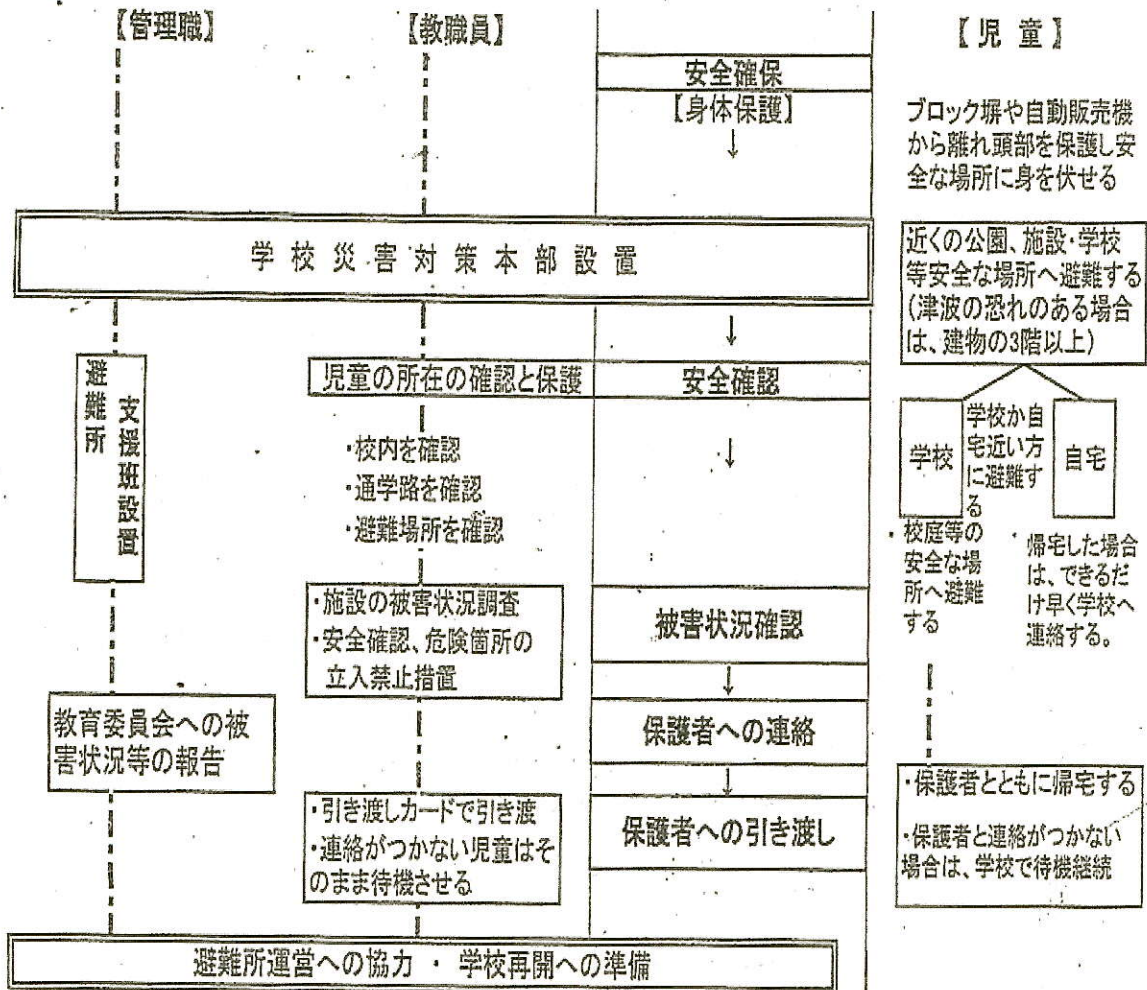 【管理職】
【教職員】
【児 童】
安全確保
【身体保護】
↓
ブロック塀や自動販売機
から離れ頭部を保護し安
全な場所に身を伏せる
学 校 災 害 対 策 本 部 設 置
近くの公園、施設・学校
等安全な場所へ避難する
(津波の恐れのある場合
は、建物の3階以上)
↓
避難所
支援班設置
児童の所在の確認と保護
安全確認
・校内を確認
・通学路を確認
・避難場所を確認
↓
学校
学校か自
宅近い方
に避難す
る
自宅
・校庭等の
安全な場
所へ避難
する
・帰宅した場合
は、できるだ
け早く学校へ
連絡する。
・施設の被害状況調査
・安全確認、危険箇所の
立入禁止措置
被害状況確認
↓
教育委員会への被
害状況等の報告
保護者への連絡
↓
・引き渡しカードで引き渡
・連絡がつかない児童はそ
のまま待機させる
保護者への引き渡し
・保護者とともに帰宅する
・保護者と連絡がつかない
場合は、学校で待機継続
避難所運営への協力 ・ 学校再開への準備